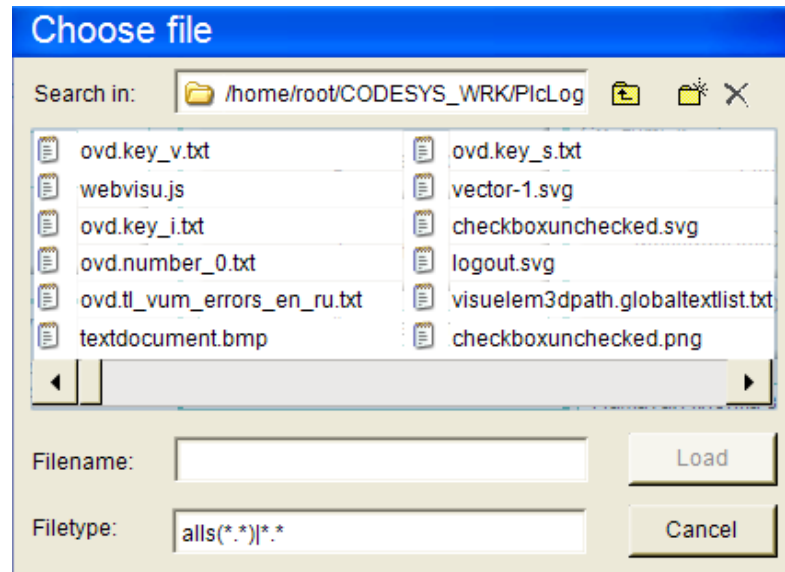 Choose file
Search in: /home/root/CODESYS_WRK/PlcLog
ovd.key_v.txt ovd.key_s.txt
webvisu.js vector-1.svg
ovd.key_i.txt checkboxunchecked.svg
ovd.number_0.txt logout.svg
ovd.tl_vum_errors_en_ru.txt visuelem3dpath.globaltextlist.txt
textdocument.bmp checkboxunchecked.png
Filename: Load
Filetype: alls(*.*)|*.* Cancel